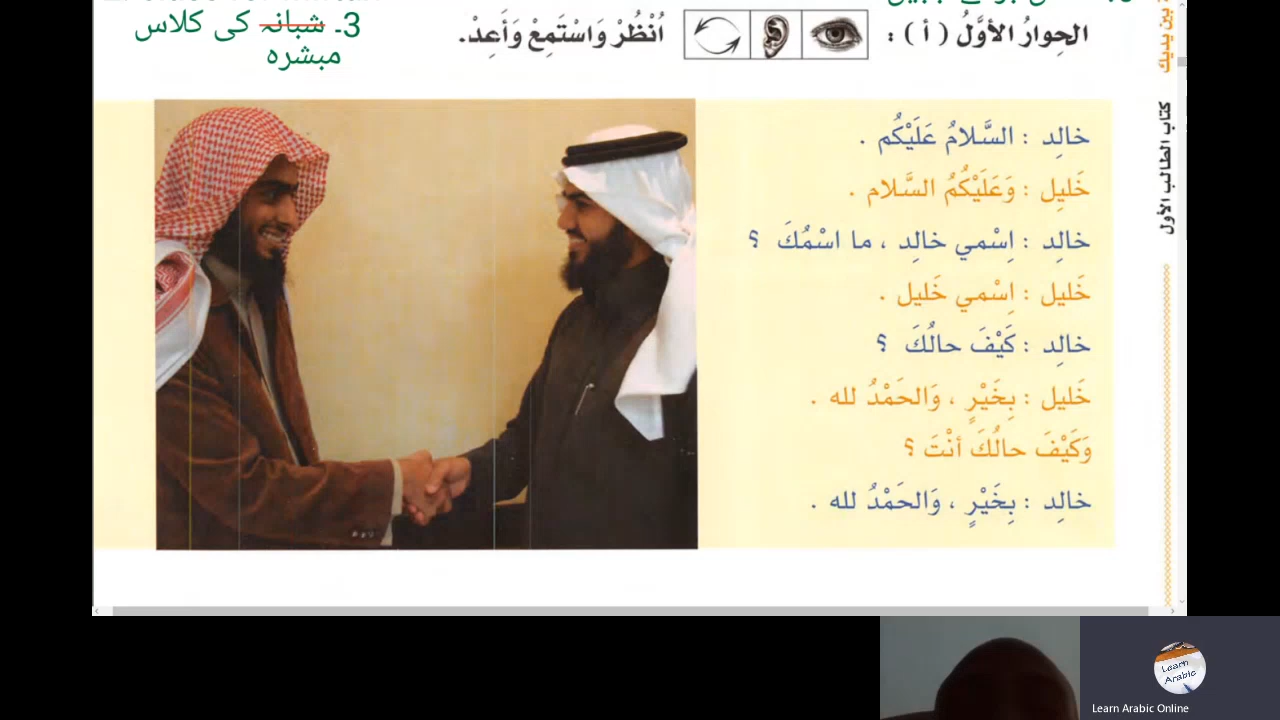 3. شبانہ کی کلاس
مبشرہ
الحِوارُ الأوَّلُ ( أ ) :
اُنْظُرْ وَاسْتَمِعْ وَأَعِدْ.
خالِد : السَّلامُ عَلَيْكُم .
خَلِيل : وَعَلَيْكُمُ السَّلام .
خالِد : اِسْمي خالِد ، ما اسْمُكَ ؟
خَليل : اِسْمي خَليل .
خالِد : كَيْفَ حالُكَ ؟
خَليل : بِخَيْرٍ ، وَالحَمْدُ لله .
وَكَيْفَ حالُكَ أنْتَ ؟
خالِد : بِخَيْرٍ ، وَالحَمْدُ لله .
بين يديك
كتاب الطالب الأول
Learn
Arabic
Learn Arabic Online